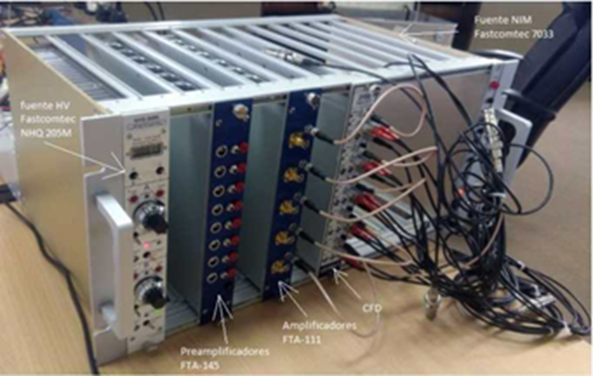 Fuente NIM
Fastcomtec 7033
fuente HV
Fastcomtec
NHQ 205M
CFD
Amplificadores
FTA-111
Preamplificadores
FTA-145